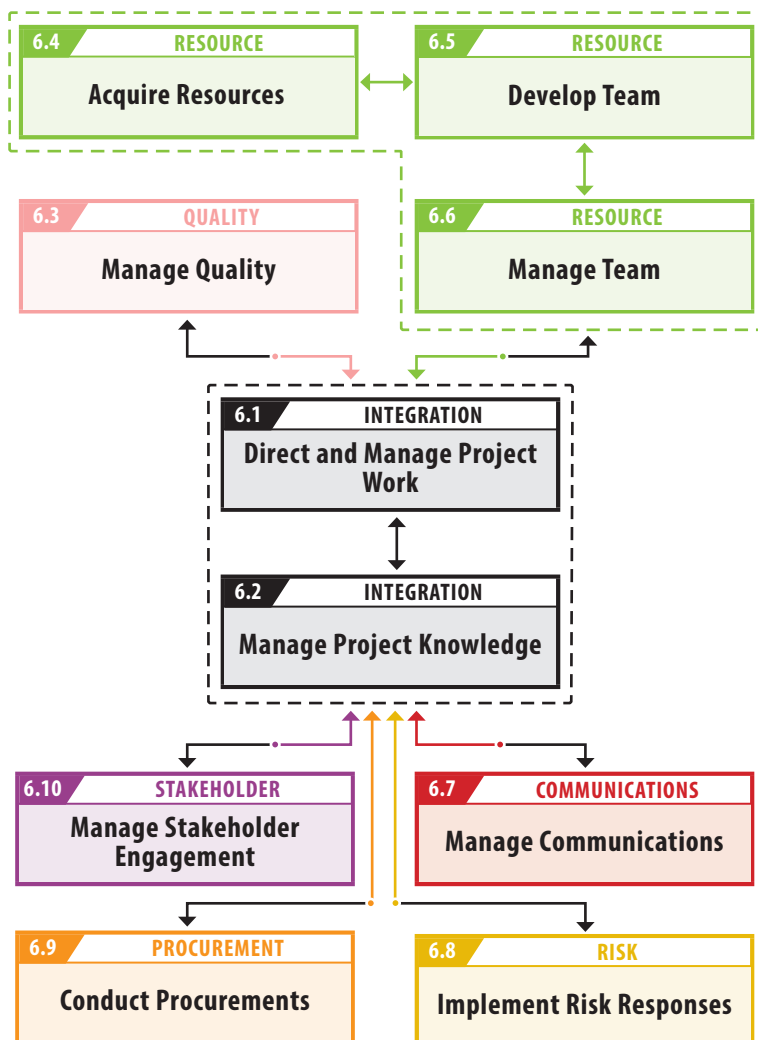 6.4 RESOURCE
Acquire Resources
6.5 RESOURCE
Develop Team
6.3 QUALITY
Manage Quality
6.6 RESOURCE
Manage Team
6.1 INTEGRATION
Direct and Manage Project
Work
6.2 INTEGRATION
Manage Project Knowledge
6.10 STAKEHOLDER
Manage Stakeholder
Engagement
6.7 COMMUNICATIONS
Manage Communications
6.9 PROCUREMENT
Conduct Procurements
6.8 RISK
Implement Risk Responses